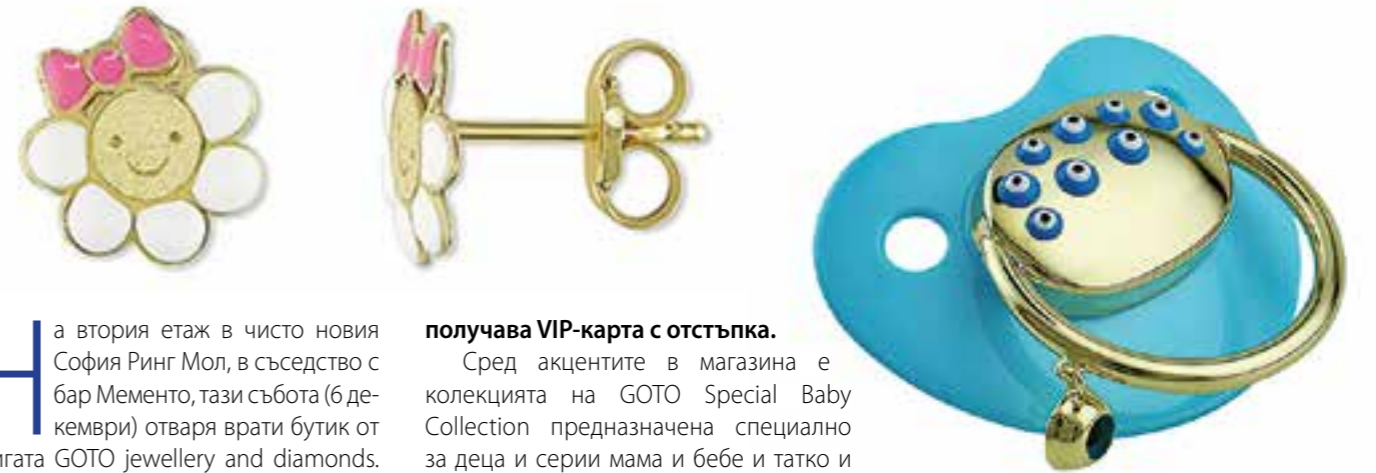 а втория етаж в чисто новия
София Ринг Мол, в съседство с
бар Мементо, тази събота (6 де-
кември) отваря врати бутик от
GOTO jewellery and diamonds.
получава VIP-карта с отстъпка.
Сред акцентите в магазина е
колекцията на GOTO Special Baby
Collection предназначена специално
за деца и серии мама и бебе и татко и